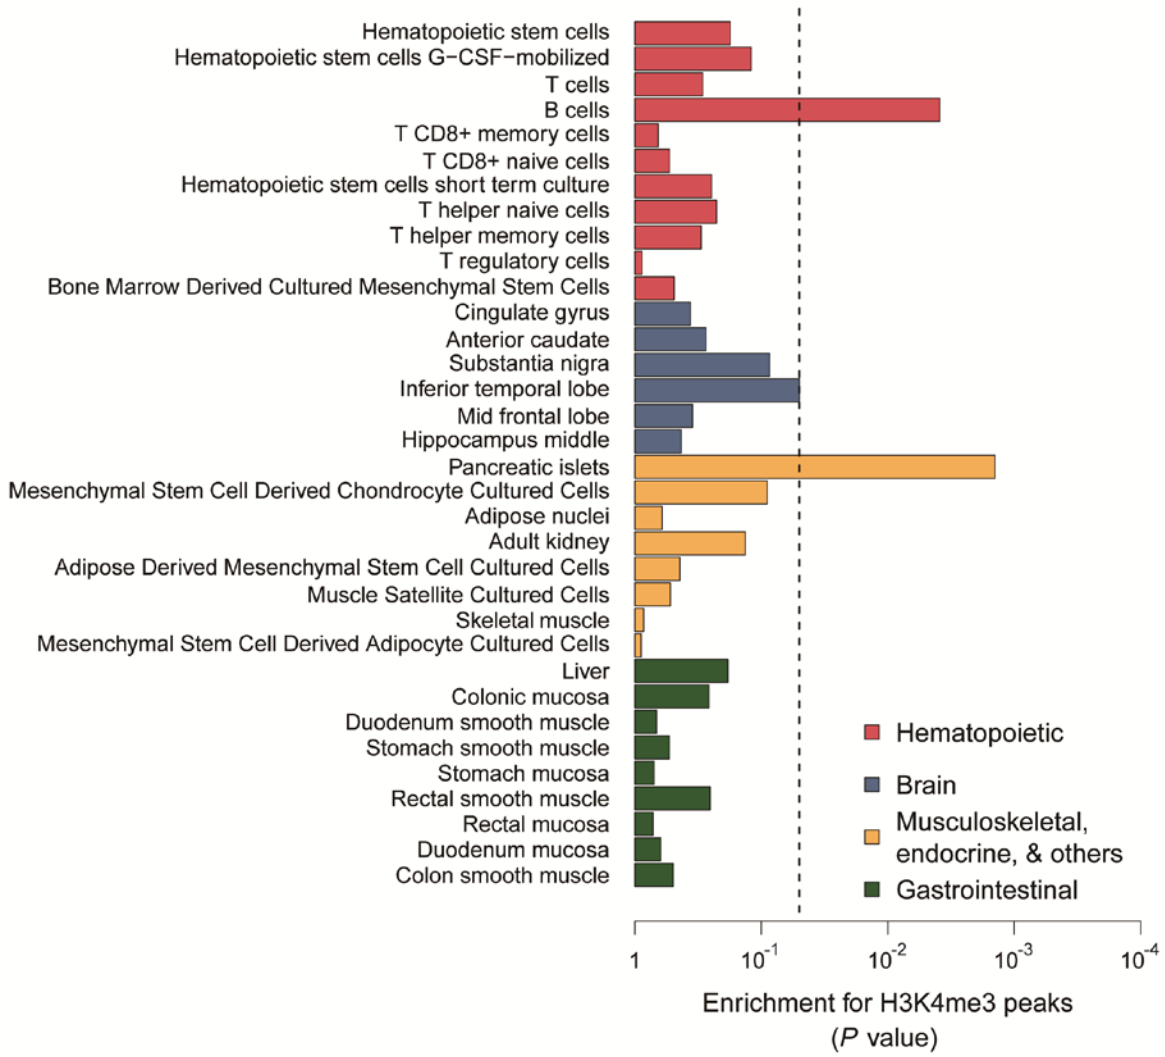 Hematopoietic stem cells
Hematopoietic stem cells G−CSF−mobilized
T cells
B cells
T CD8+ memory cells
T CD8+ naive cells
Hematopoietic stem cells short term culture
T helper naive cells
T helper memory cells
T regulatory cells
Bone Marrow Derived Cultured Mesenchymal Stem Cells
Cingulate gyrus
Anterior caudate
Substantia nigra
Inferior temporal lobe
Mid frontal lobe
Hippocampus middle
Pancreatic islets
Mesenchymal Stem Cell Derived Chondrocyte Cultured Cells
Adipose nuclei
Adult kidney
Adipose Derived Mesenchymal Stem Cell Cultured Cells
Muscle Satellite Cultured Cells
Skeletal muscle
Mesenchymal Stem Cell Derived Adipocyte Cultured Cells
Liver
Colonic mucosa
Duodenum smooth muscle
Stomach smooth muscle
Stomach mucosa
Rectal smooth muscle
Rectal mucosa
Duodenum mucosa
Colon smooth muscle
Hematopoietic
Brain
Musculoskeletal,
endocrine, & others
Gastrointestinal
1 10⁻¹ 10⁻² 10⁻³ 10⁻⁴
Enrichment for H3K4me3 peaks
(P value)